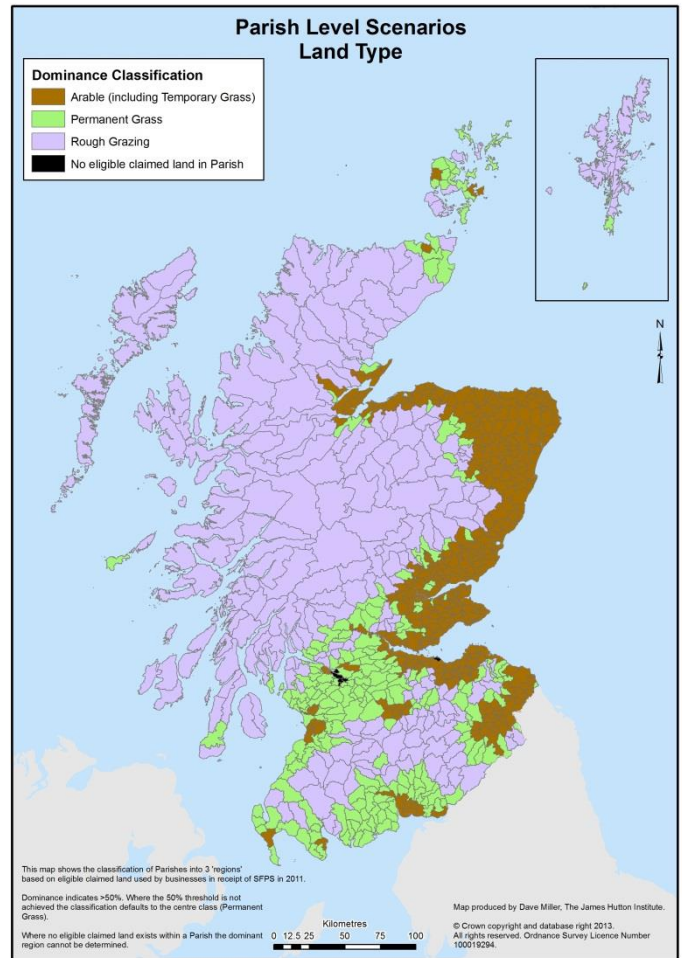 Parish Level Scenarios
Land Type
Dominance Classification
Arable (including Temporary Grass)
Permanent Grass
Rough Grazing
No eligible claimed land in Parish
N
This map shows the classification of Parishes into 3 'regions'
based on eligible claimed land used by businesses in receipt of SFPS in 2011.
Dominance indicates >50%. Where the 50% threshold is not
achieved the classification defaults to the centre class (Permanent
Grass).
Where no eligible claimed land exists within a Parish the dominant
region cannot be determined.
Kilometres
0 12.5 25 50 75 100
Map produced by Dave Miller, The James Hutton Institute.
© Crown copyright and database right 2013.
All rights reserved. Ordnance Survey Licence Number
100019294.